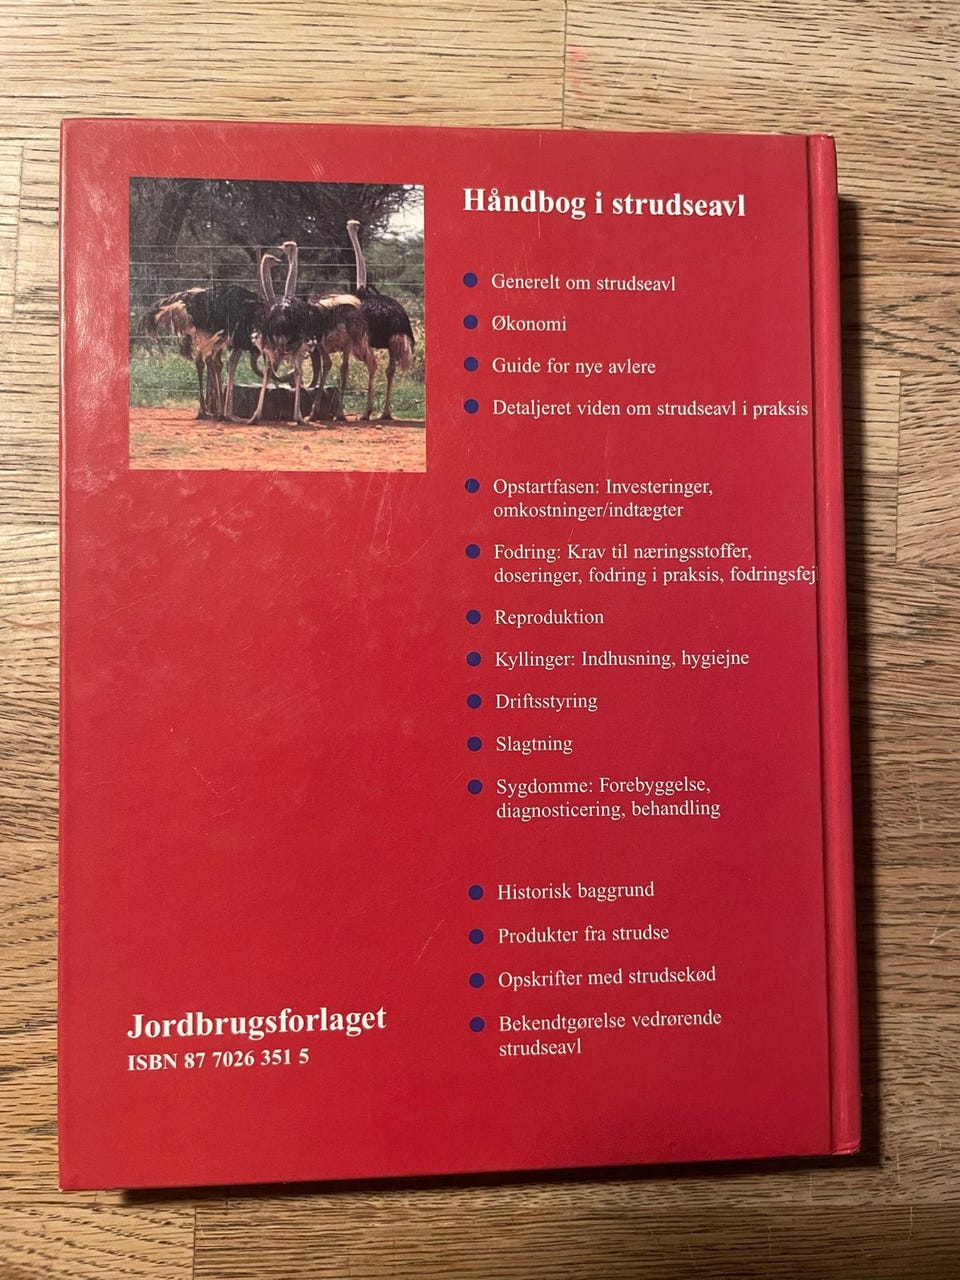 Håndbog i strudseavl
Generelt om strudseavl
Økonomi
Guide for nye avlere
Detaljeret viden om strudseavl i praksis
Opstartfasen: Investeringer,
omkostninger/indtægter
Fodring: Krav til næringsstoffer,
doseringer, fodring i praksis, fodringsfejl
Reproduktion
Kyllinger: Indhusning, hygiejne
Driftsstyring
Slagtning
Sygdomme: Forebyggelse,
diagnosticering, behandling
Historisk baggrund
Produkter fra strudse
Opskrifter med strudsekød
Bekendtgørelse vedrørende
strudseavl
Jordbrugsforlaget
ISBN 87 7026 351 5